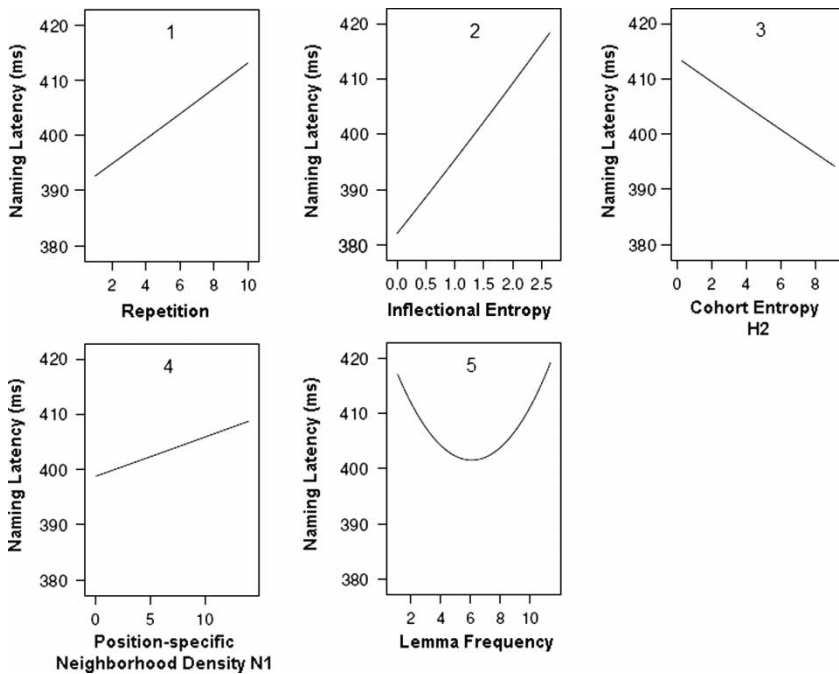 1
Naming Latency (ms)
420
410
400
390
380
2 4 6 8 10
Repetition
2
Naming Latency (ms)
420
410
400
390
380
0.0 0.5 1.0 1.5 2.0 2.5
Inflectional Entropy
3
Naming Latency (ms)
420
410
400
390
380
0 2 4 6 8
Cohort Entropy
H2
4
Naming Latency (ms)
420
410
400
390
380
0 5 10
Position-specific
Neighborhood Density N1
5
Naming Latency (ms)
420
410
400
390
380
2 4 6 8 10
Lemma Frequency